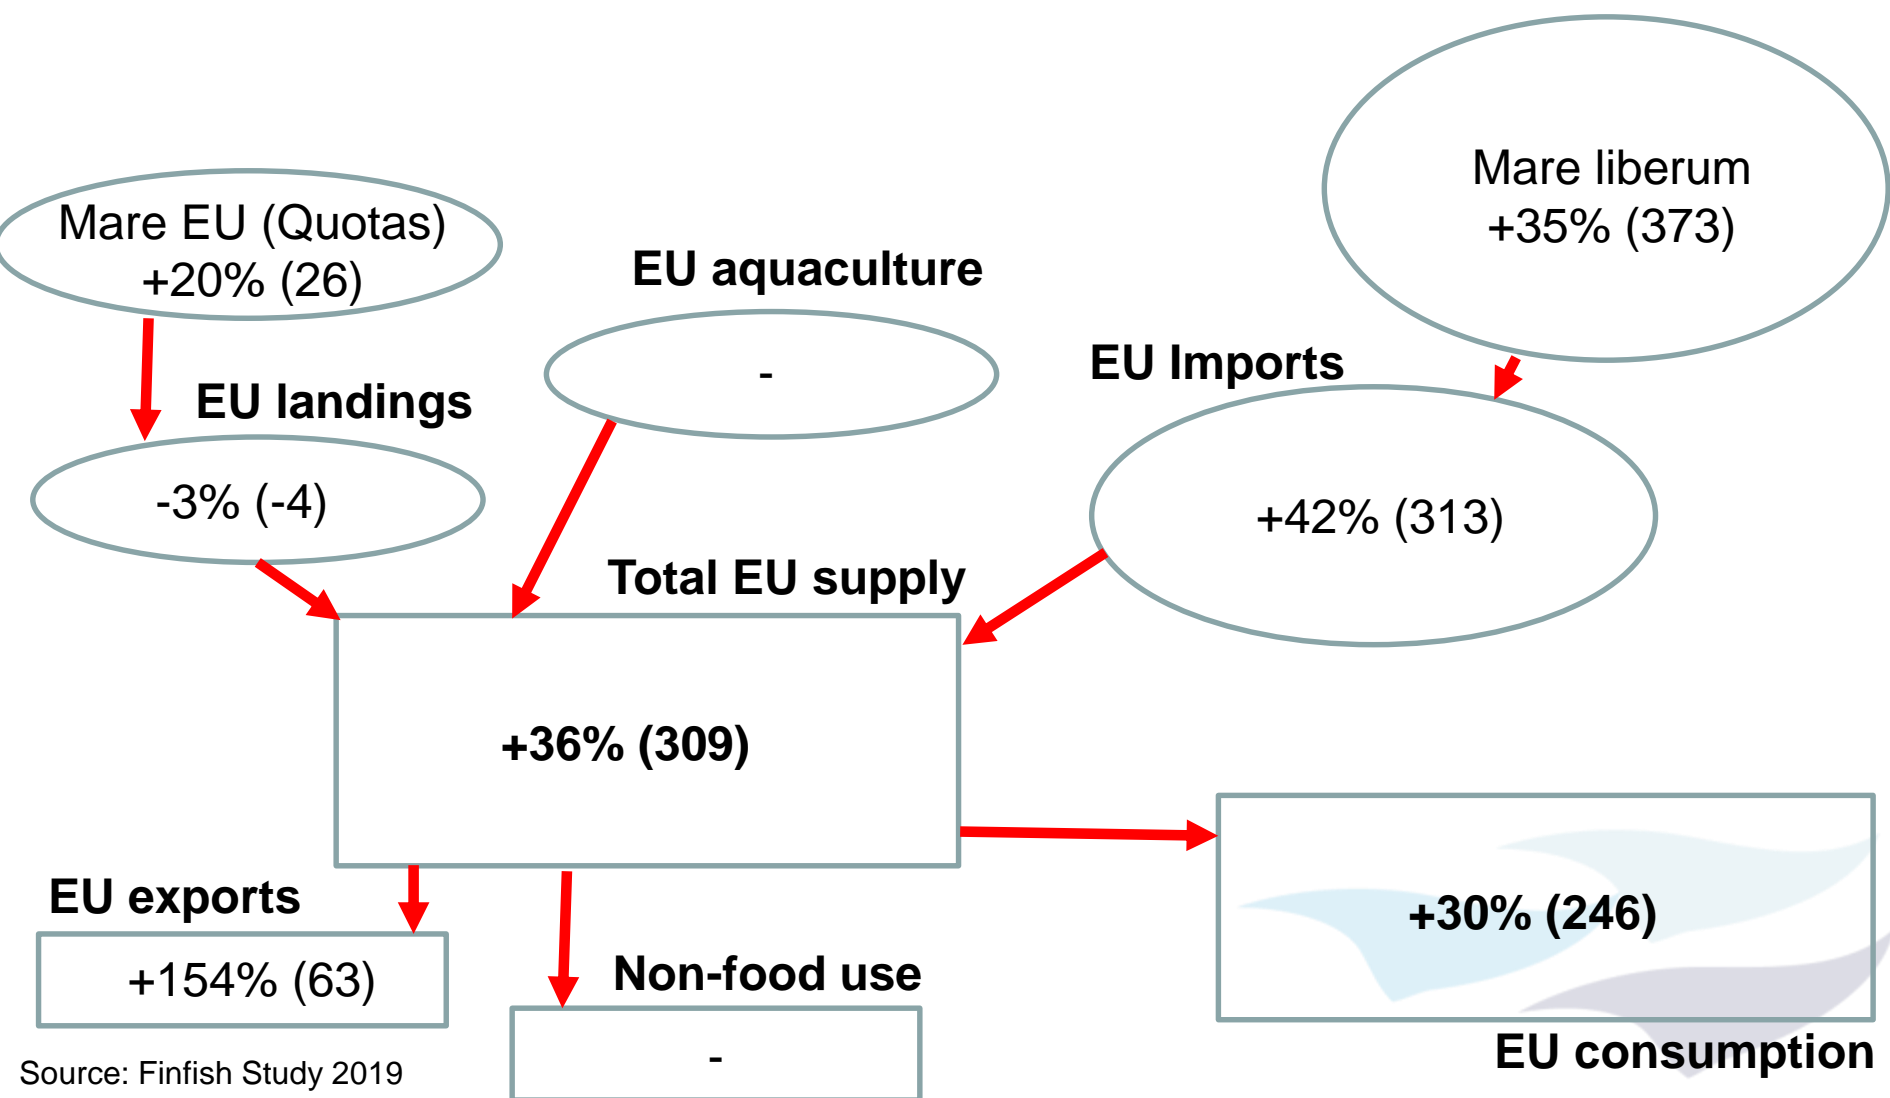 Mare liberum
+35% (373)
Mare EU (Quotas)
+20% (26)
EU aquaculture
-
EU Imports
EU landings
-3% (-4)
+42% (313)
Total EU supply
+36% (309)
+30% (246)
EU exports
+154% (63)
Non-food use
-
EU consumption
Source: Finfish Study 2019